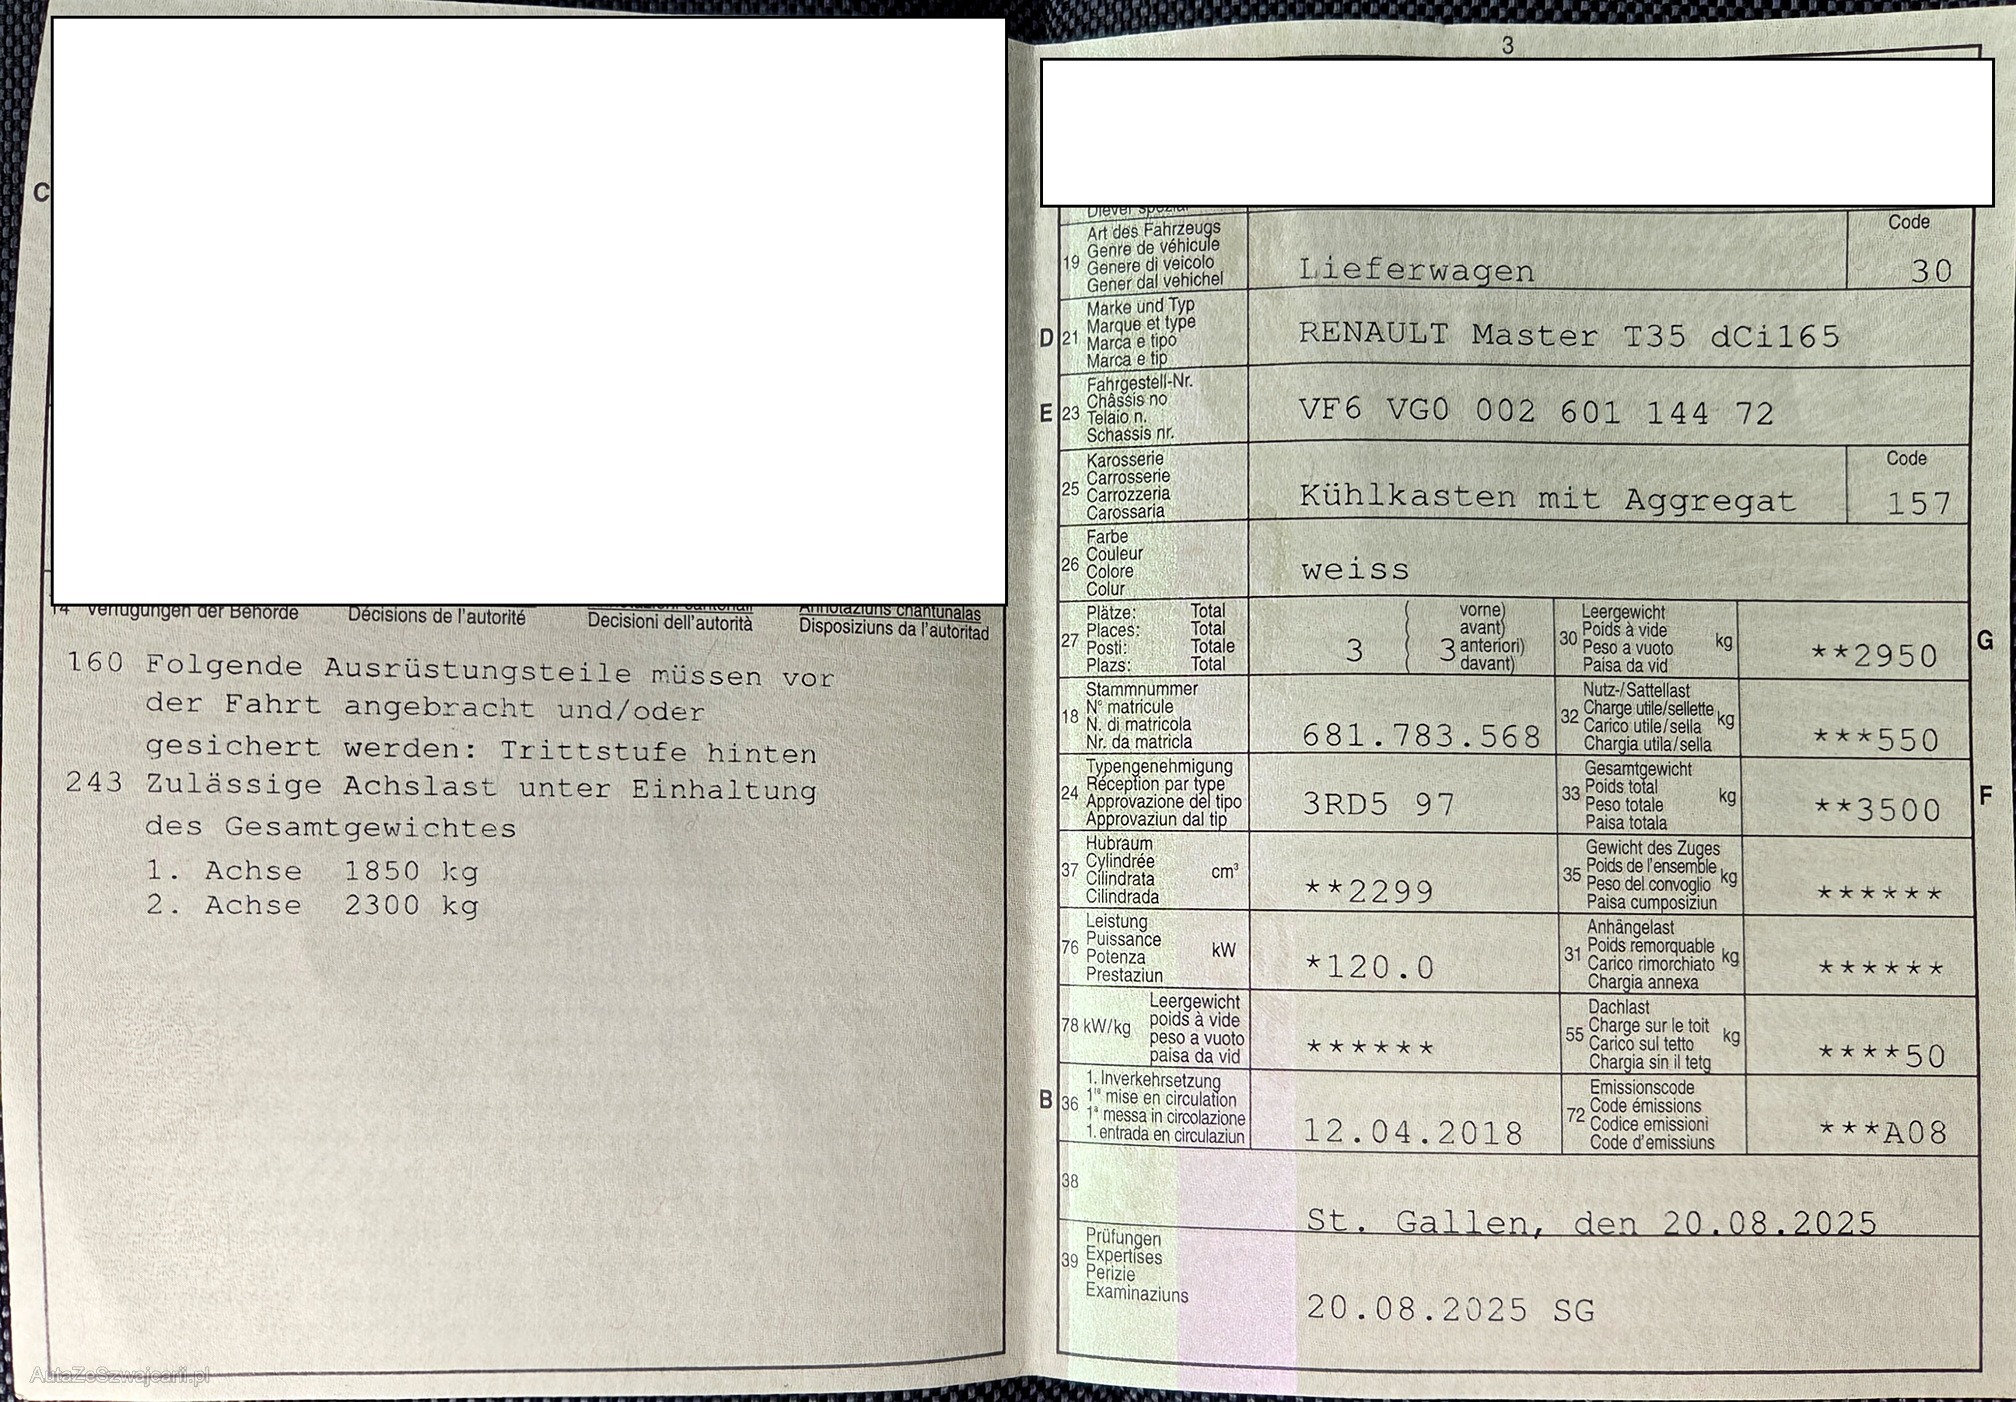 C
14 Verfügungen der Behörde Décisions de l'autorité Decisioni dell'autorità Disposiziuns da l'autoritad
160 Folgende Ausrüstungsteile müssen vor
der Fahrt angebracht und/oder
gesichert werden: Trittstufe hinten
243 Zulässige Achslast unter Einhaltung
des Gesamtgewichtes
1. Achse 1850 kg
2. Achse 2300 kg
AutaZeSzwajcarii.pl
3
19 Art des Fahrzeugs
Genre de véhicule
Genere di veicolo
Gener dal vehichel
Lieferwagen
Code
30
D 21 Marke und Typ
Marque et type
Marca e tipo
Marca e tip
RENAULT Master T35 dCi165
E 23 Fahrgestell-Nr.
Châssis no
Telaio n.
Schassis nr.
VF6 VG0 002 601 144 72
25 Karosserie
Carrosserie
Carrozzeria
Carossaria
Kühlkasten mit Aggregat
Code
157
26 Farbe
Couleur
Colore
Colur
weiss
27 Plätze: Total
Places: Total
Posti: Totale
Plazs: Total
3
3
vorne)
avant)
anteriori)
davant)
30 Leergewicht
Poids à vide
Peso a vuoto
Paisa da vid
kg
**2950
G
18 Stammnummer
N° matricule
N. di matricola
Nr. da matricla
681.783.568
32 Nutz-/Sattellast
Charge utile/sellette
Carico utile/sella
Chargia utila/sella
kg
***550
24 Typengenehmigung
Réception par type
Approvazione del tipo
Approvaziun dal tip
3RD5 97
33 Gesamtgewicht
Poids total
Peso totale
Paisa totala
kg
**3500
F
37 Hubraum
Cylindrée
Cilindrata
Cilindrada
cm³
**2299
35 Gewicht des Zuges
Poids de l'ensemble
Peso del convoglio
Paisa cumposiziun
kg
******
76 Leistung
Puissance
Potenza
Prestaziun
kW
*120.0
31 Anhängelast
Poids remorquable
Carico rimorchiato
Chargia annexa
kg
******
78 kW/kg
Leergewicht
poids à vide
peso a vuoto
paisa da vid
******
55 Dachlast
Charge sur le toit
Carico sul tetto
Chargia sin il tetg
kg
****50
B 36 1. Inverkehrsetzung
1re mise en circulation
1a messa in circolazione
1. entrada en circulaziun
12.04.2018
72 Emissionscode
Code émissions
Codice emissioni
Code d'emissiuns
***A08
38
St. Gallen, den 20.08.2025
39 Prüfungen
Expertises
Perizie
Examinaziuns
20.08.2025 SG